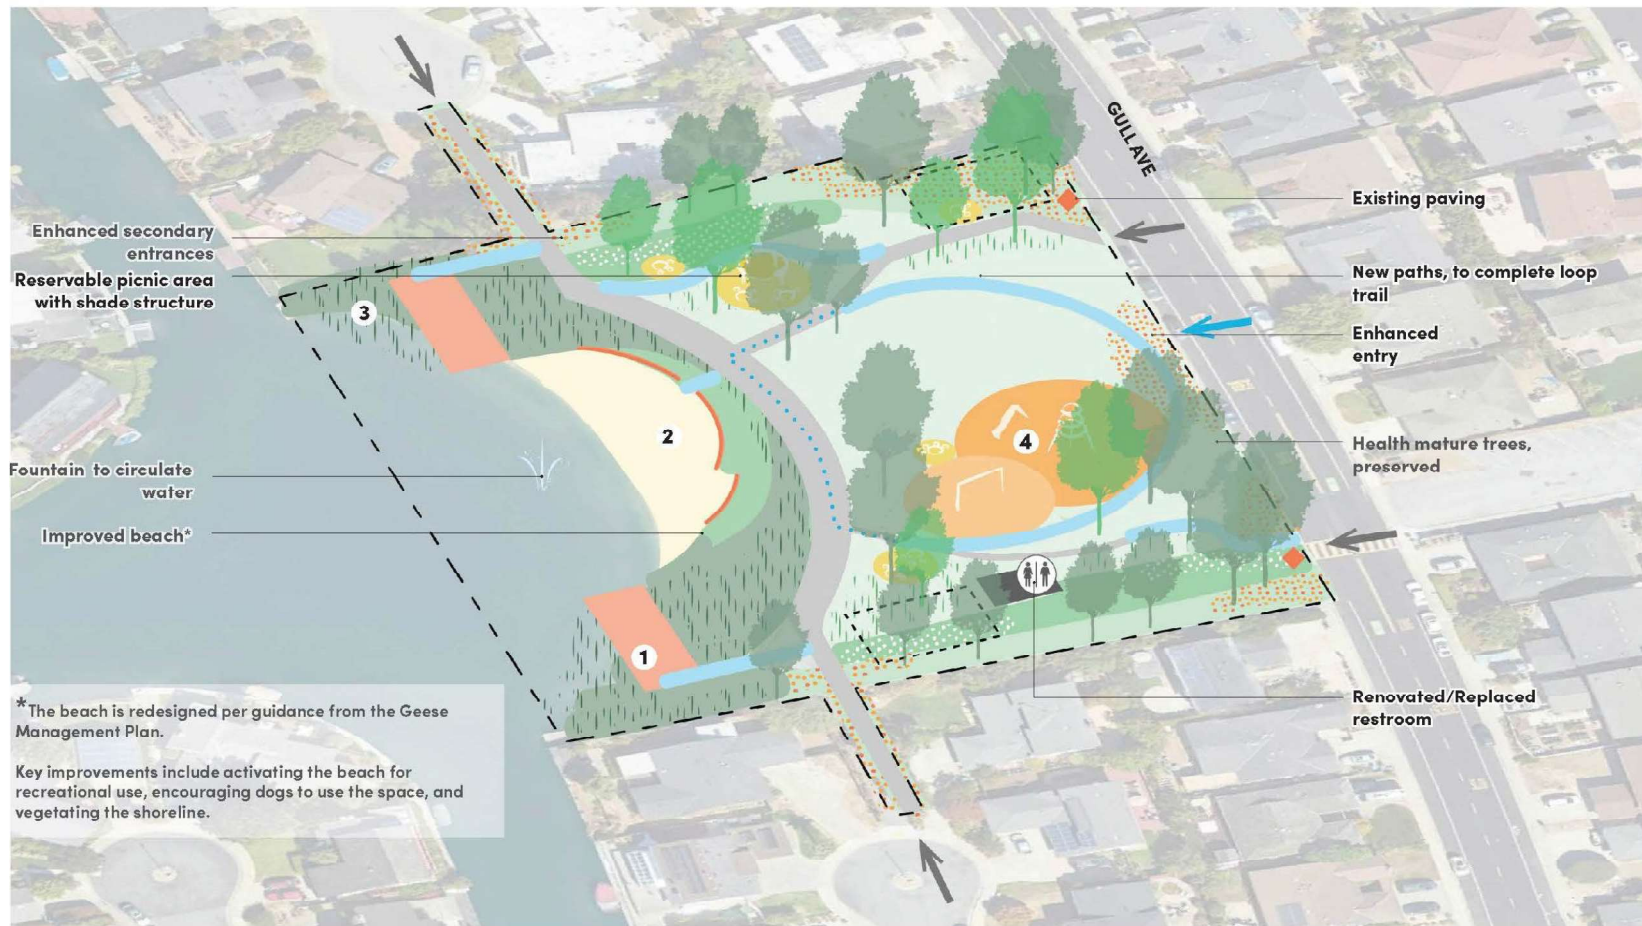 GULL AVE
Enhanced secondary
entrances
Reservable picnic area
with shade structure
3
2
Fountain to circulate
water
Improved beach*
4
1
Existing paving
New paths, to complete loop
trail
Enhanced
entry
Health mature trees,
preserved
Renovated/Replaced
restroom
*The beach is redesigned per guidance from the Geese
Management Plan.
Key improvements include activating the beach for
recreational use, encouraging dogs to use the space, and
vegetating the shoreline.